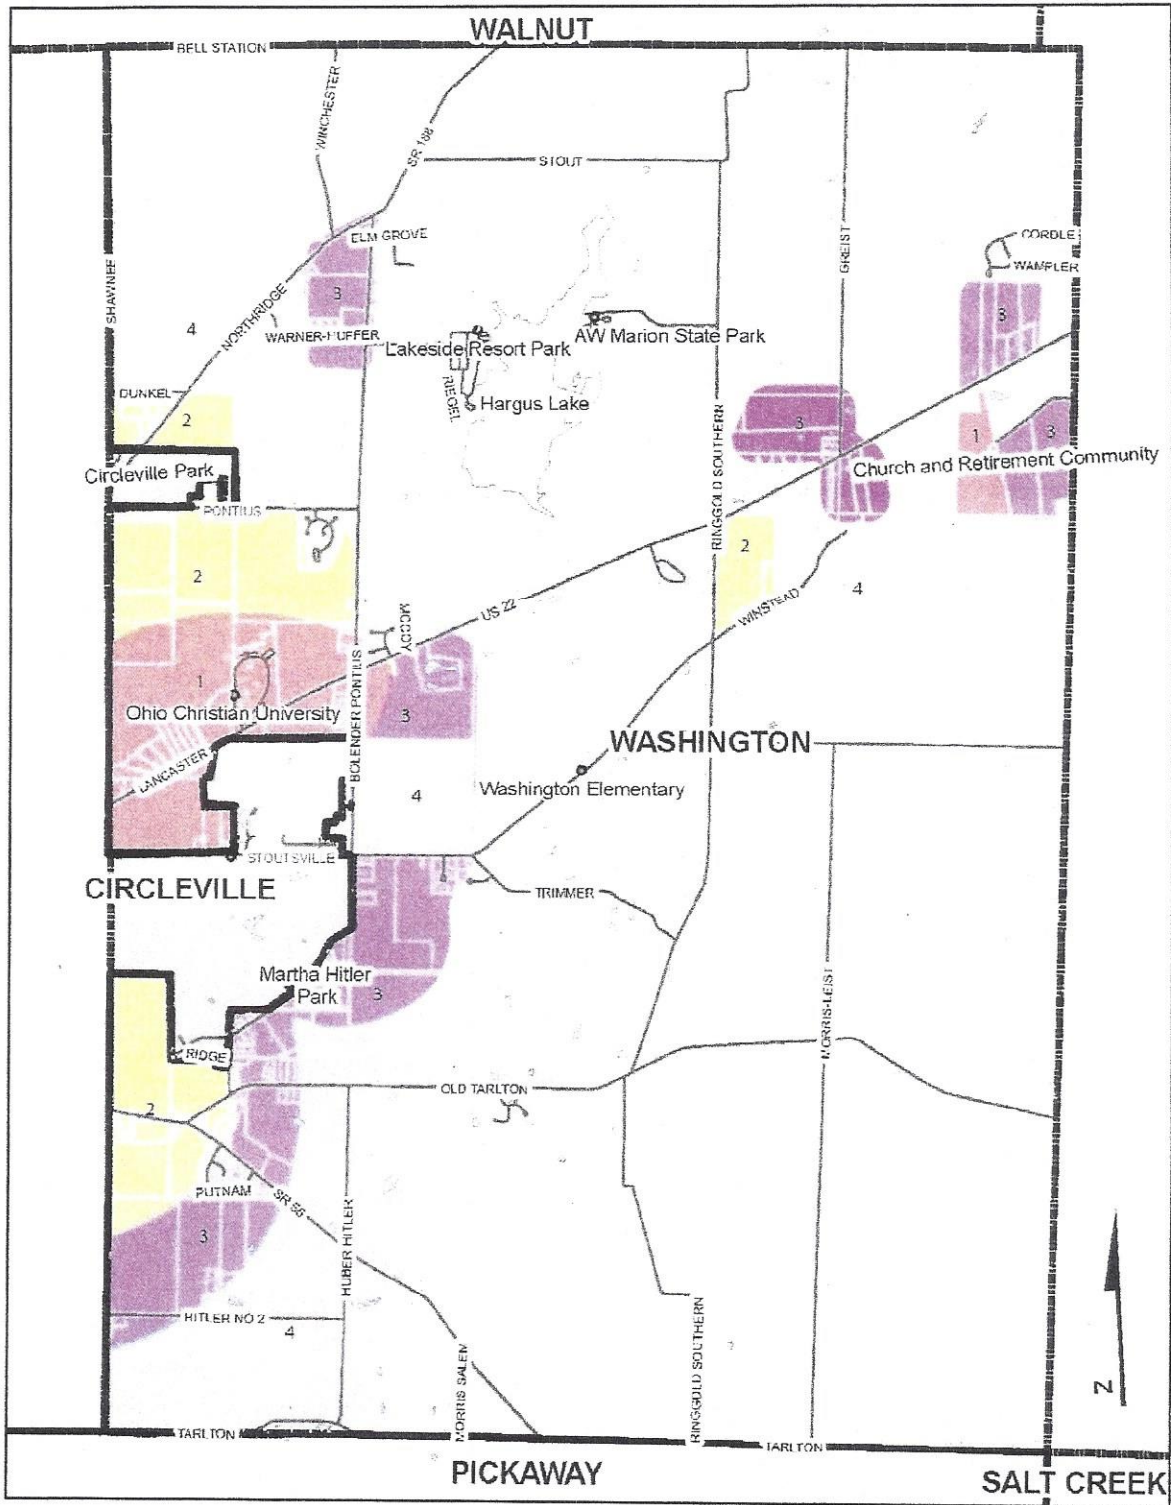 WALNUT
BELL STATION
WINCHESTER
SR 188
STOUT
SHAWNEE
ELM GROVE
GREIST
CORDLE
WAMPLER
3
3
4
NORTHRIDGE
WARNER-HUFFER
Lakeside Resort Park
AW Marion State Park
DUNKEL
RIEGEL
Hargus Lake
2
3
1
3
Circleville Park
Church and Retirement Community
PONTIUS
RINGGOLD SOUTHERN
2
2
4
US 22
WINSTEAD
MOODY
1
Ohio Christian University
BOLENDER PONTIUS
3
LANCASTER
WASHINGTON
4
Washington Elementary
STOUTSVILLE
CIRCLEVILLE
TRIMMER
Martha Hitler
Park
3
MORRIS-LEIST
RIDGE
OLD TARLTON
2
PUTNAM
SR 56
3
HUBER HITLER
HITLER NO 2
4
MORRIS SALEM
RINGGOLD SOUTHERN
Z
TARLTON
TARLTON
PICKAWAY
SALT CREEK